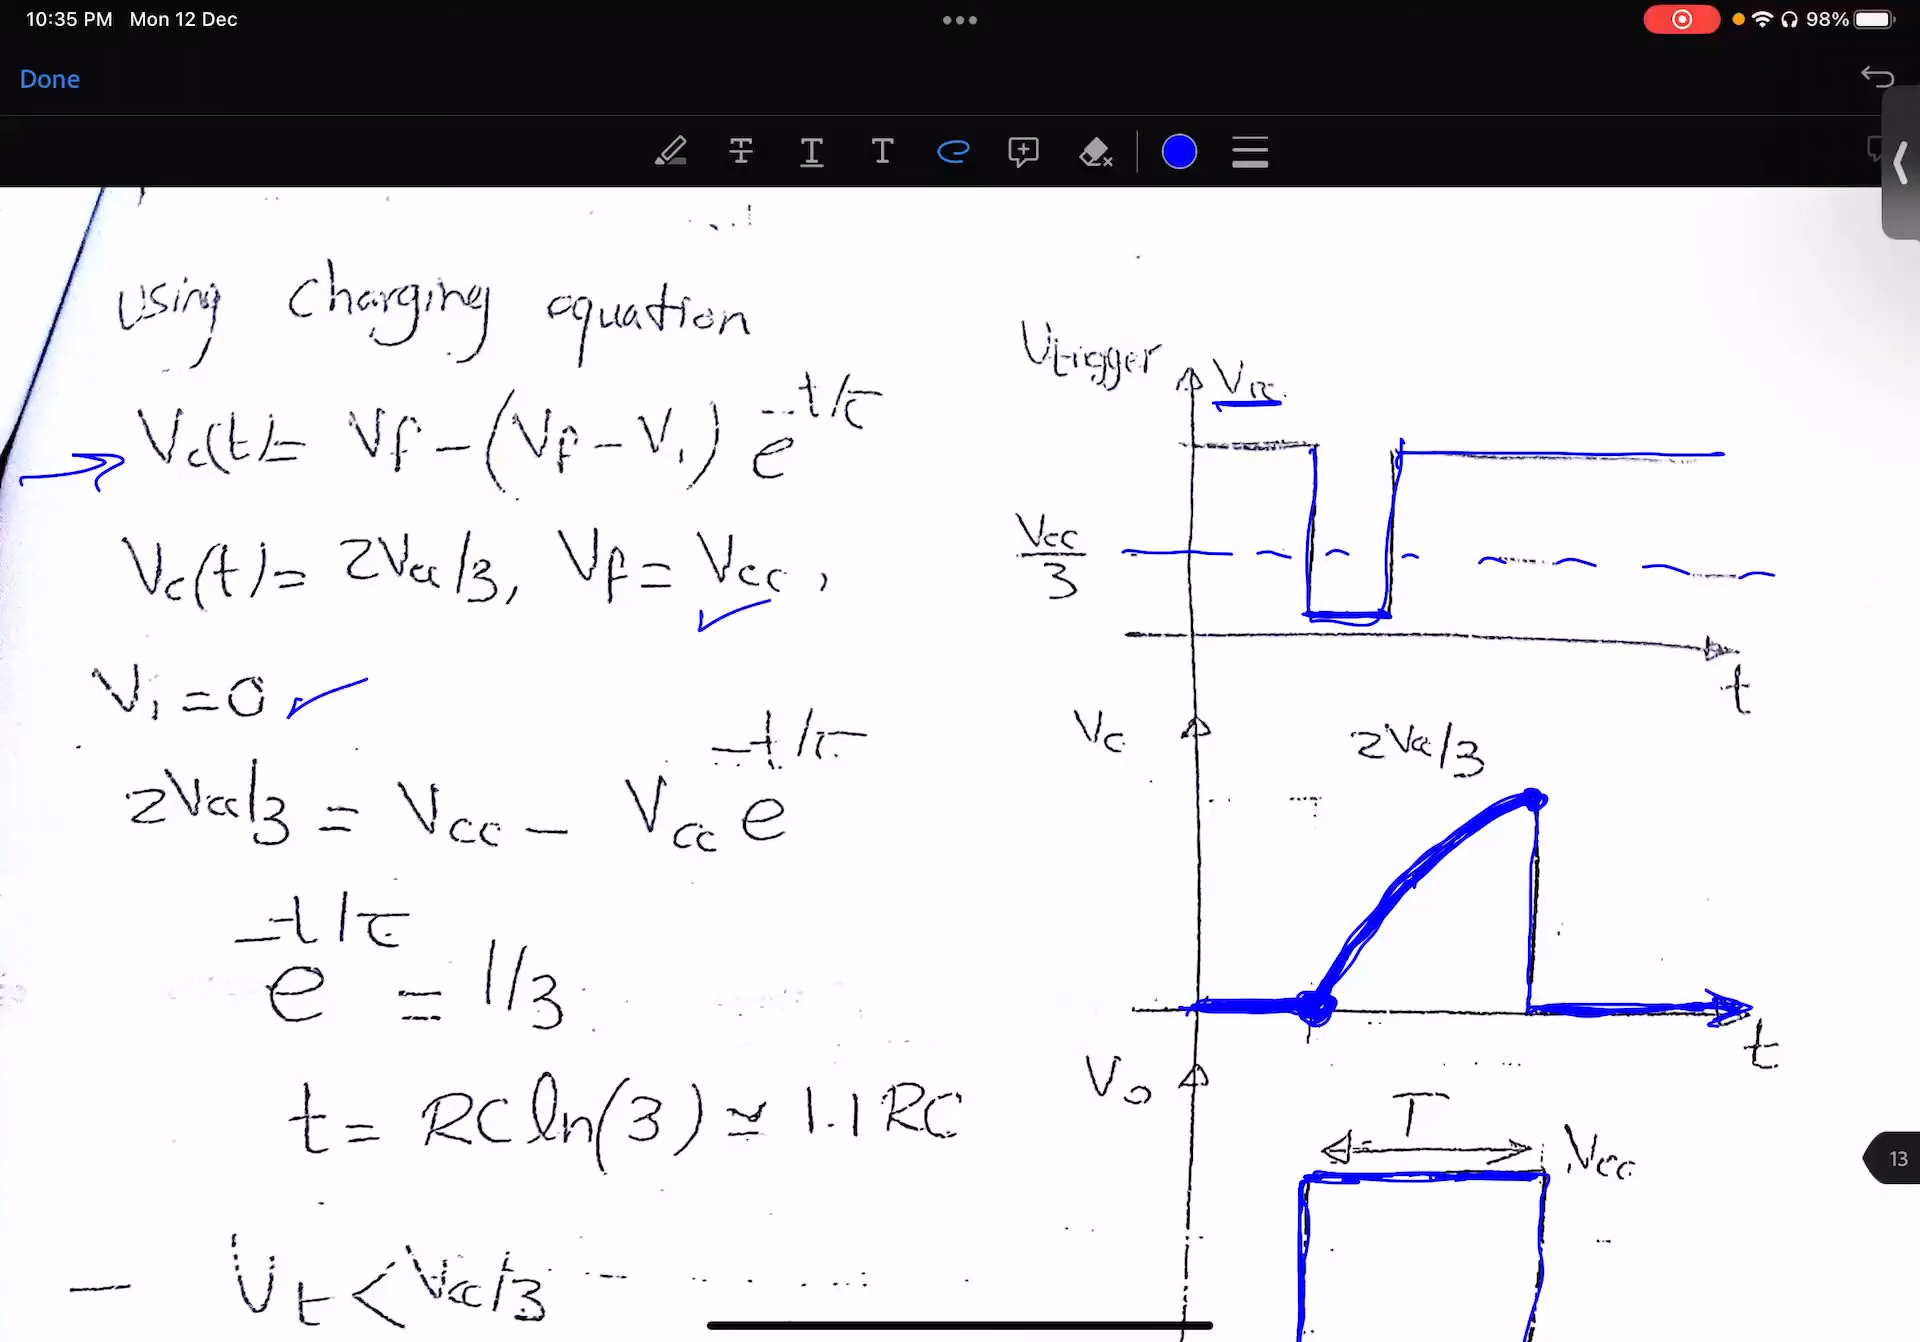 10:35 PM Mon 12 Dec
98%
Done
T T T
using charging equation
Vc(t)= Vf-(Vf-V1) e^-t/τ
Vc(t)= 2Vcc/3, Vf= Vcc,
V1=0
2Vcc/3 = Vcc - Vcc e^-t/τ
e^-t/τ = 1/3
t= RC ln(3) ≃ 1.1 RC
- Vt < Vcc/3
Vtrigger
Vcc
Vcc/3
t
Vc
2Vcc/3
t
Vo
T
Vcc
13